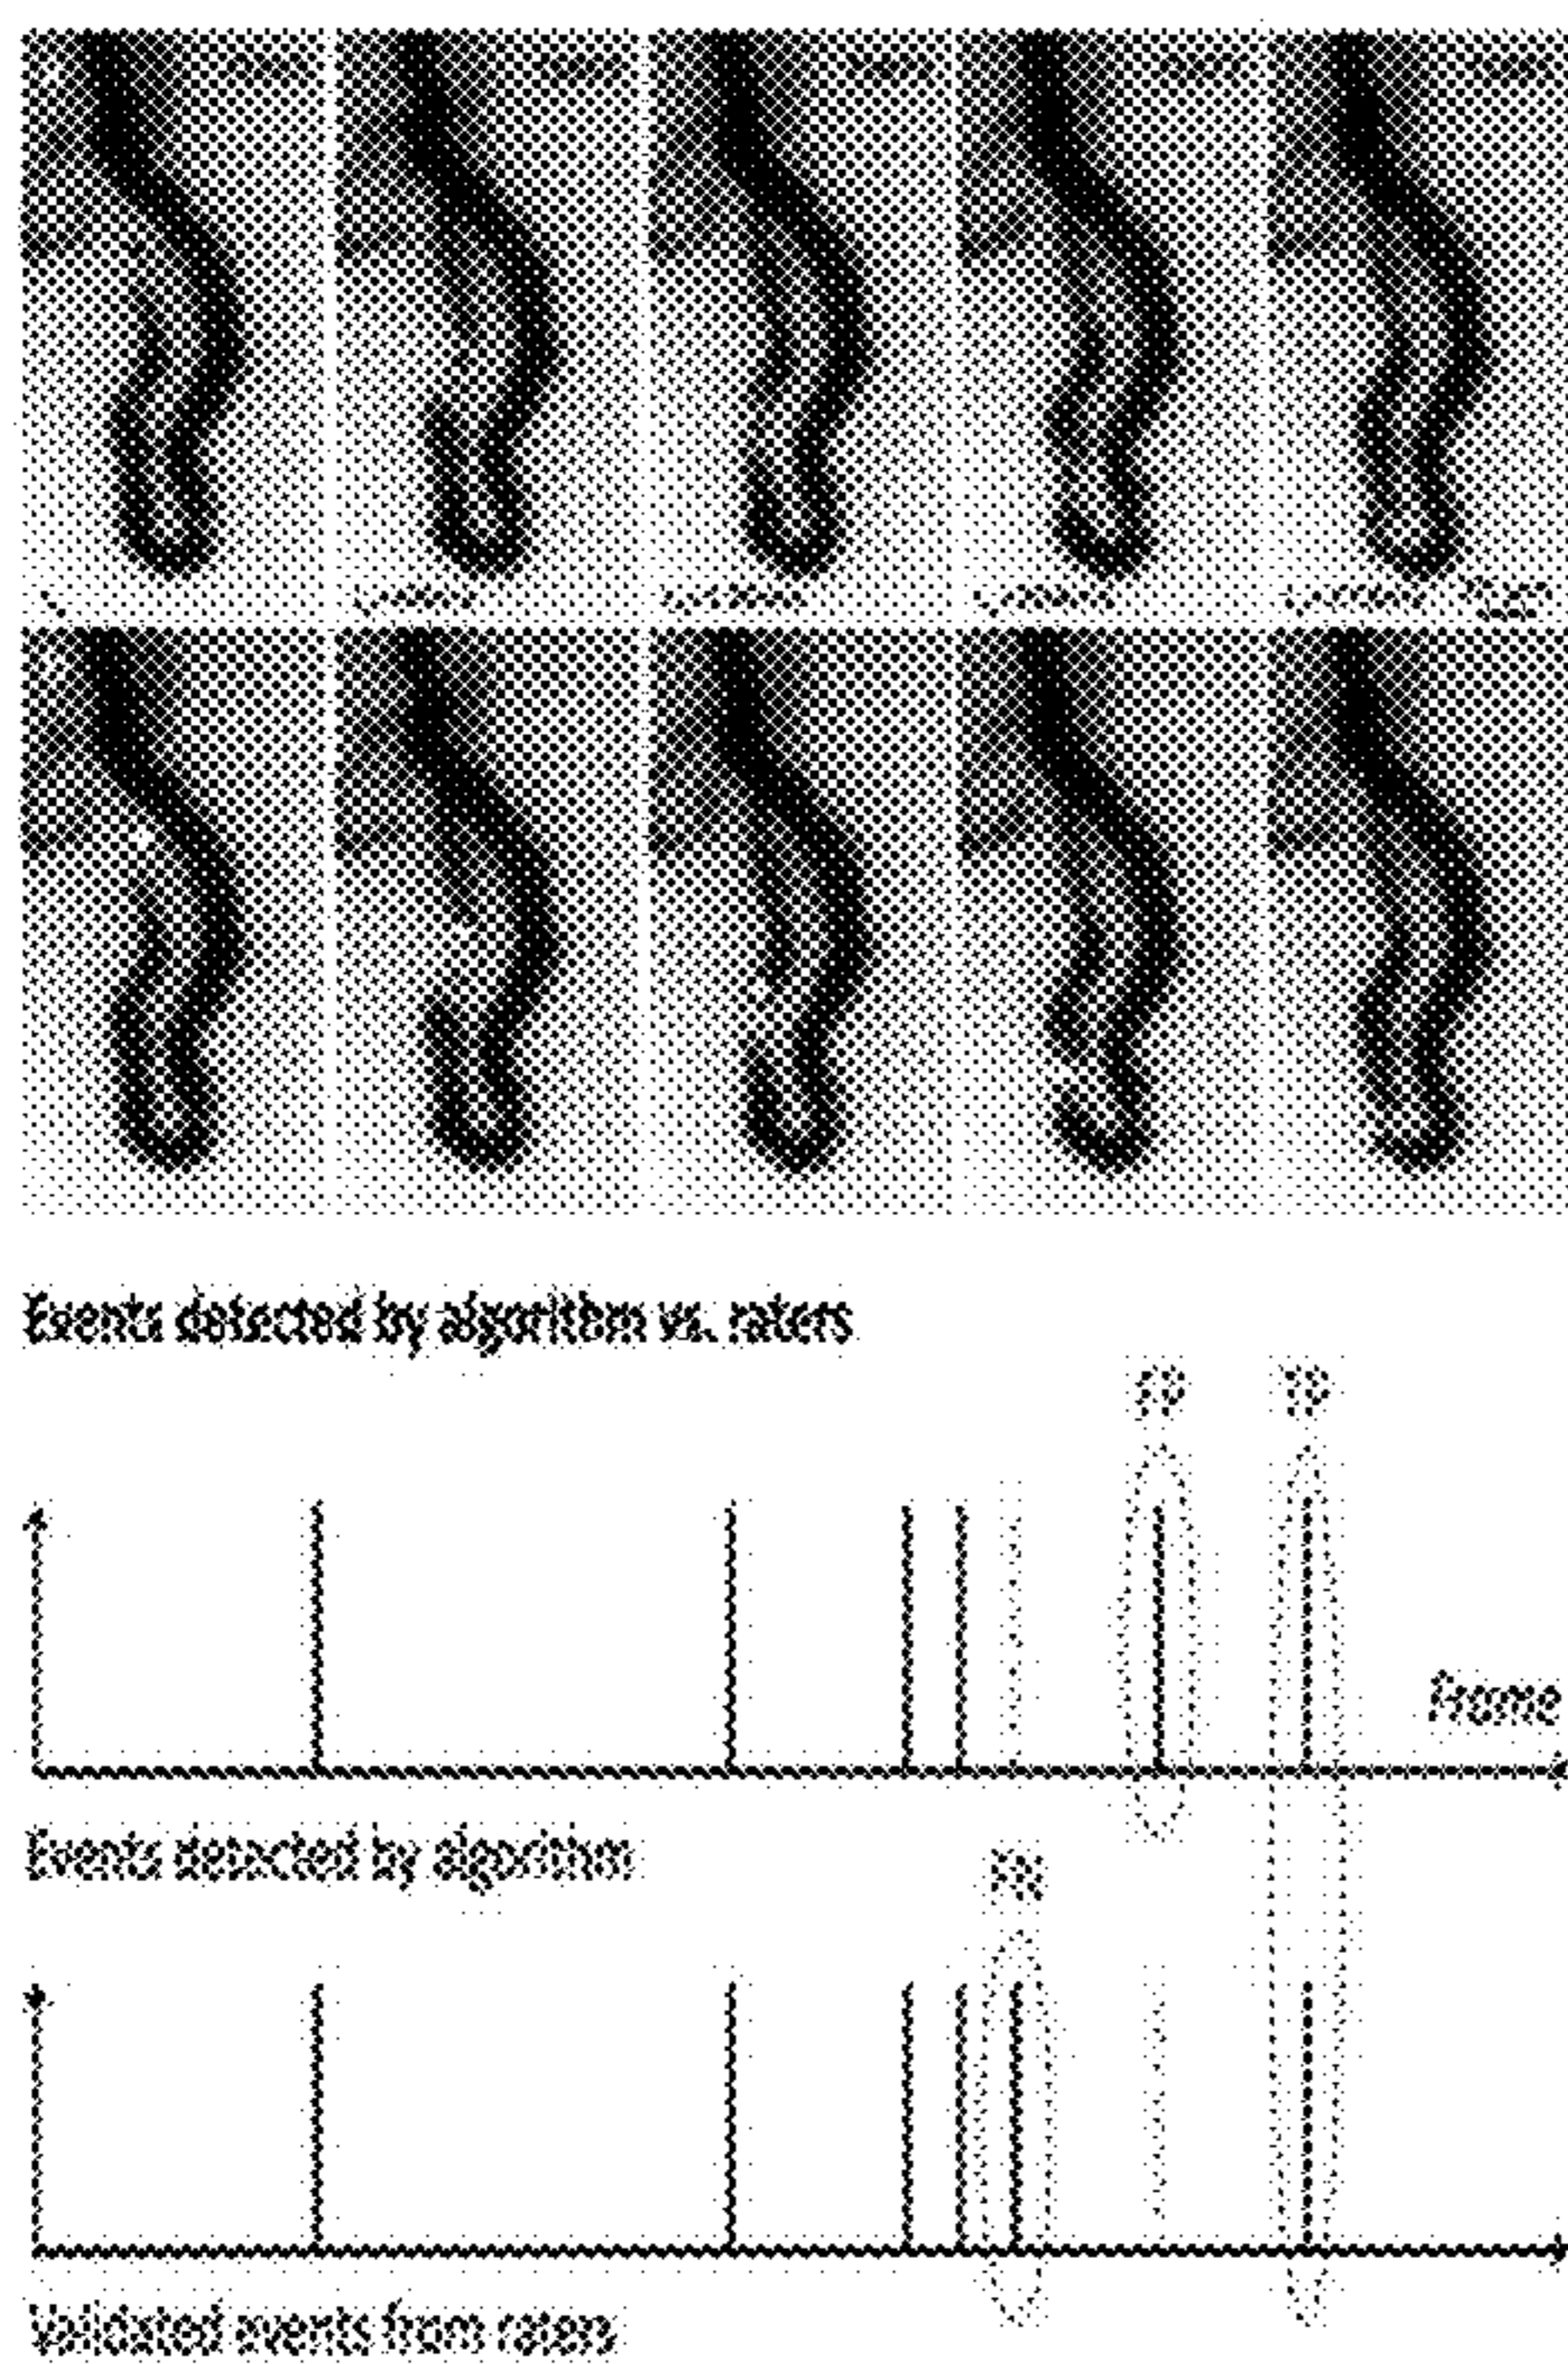 Events detected by algorithm vs. raters
FP TP
Frame
Events detected by algorithm
FN
Validated events from raters